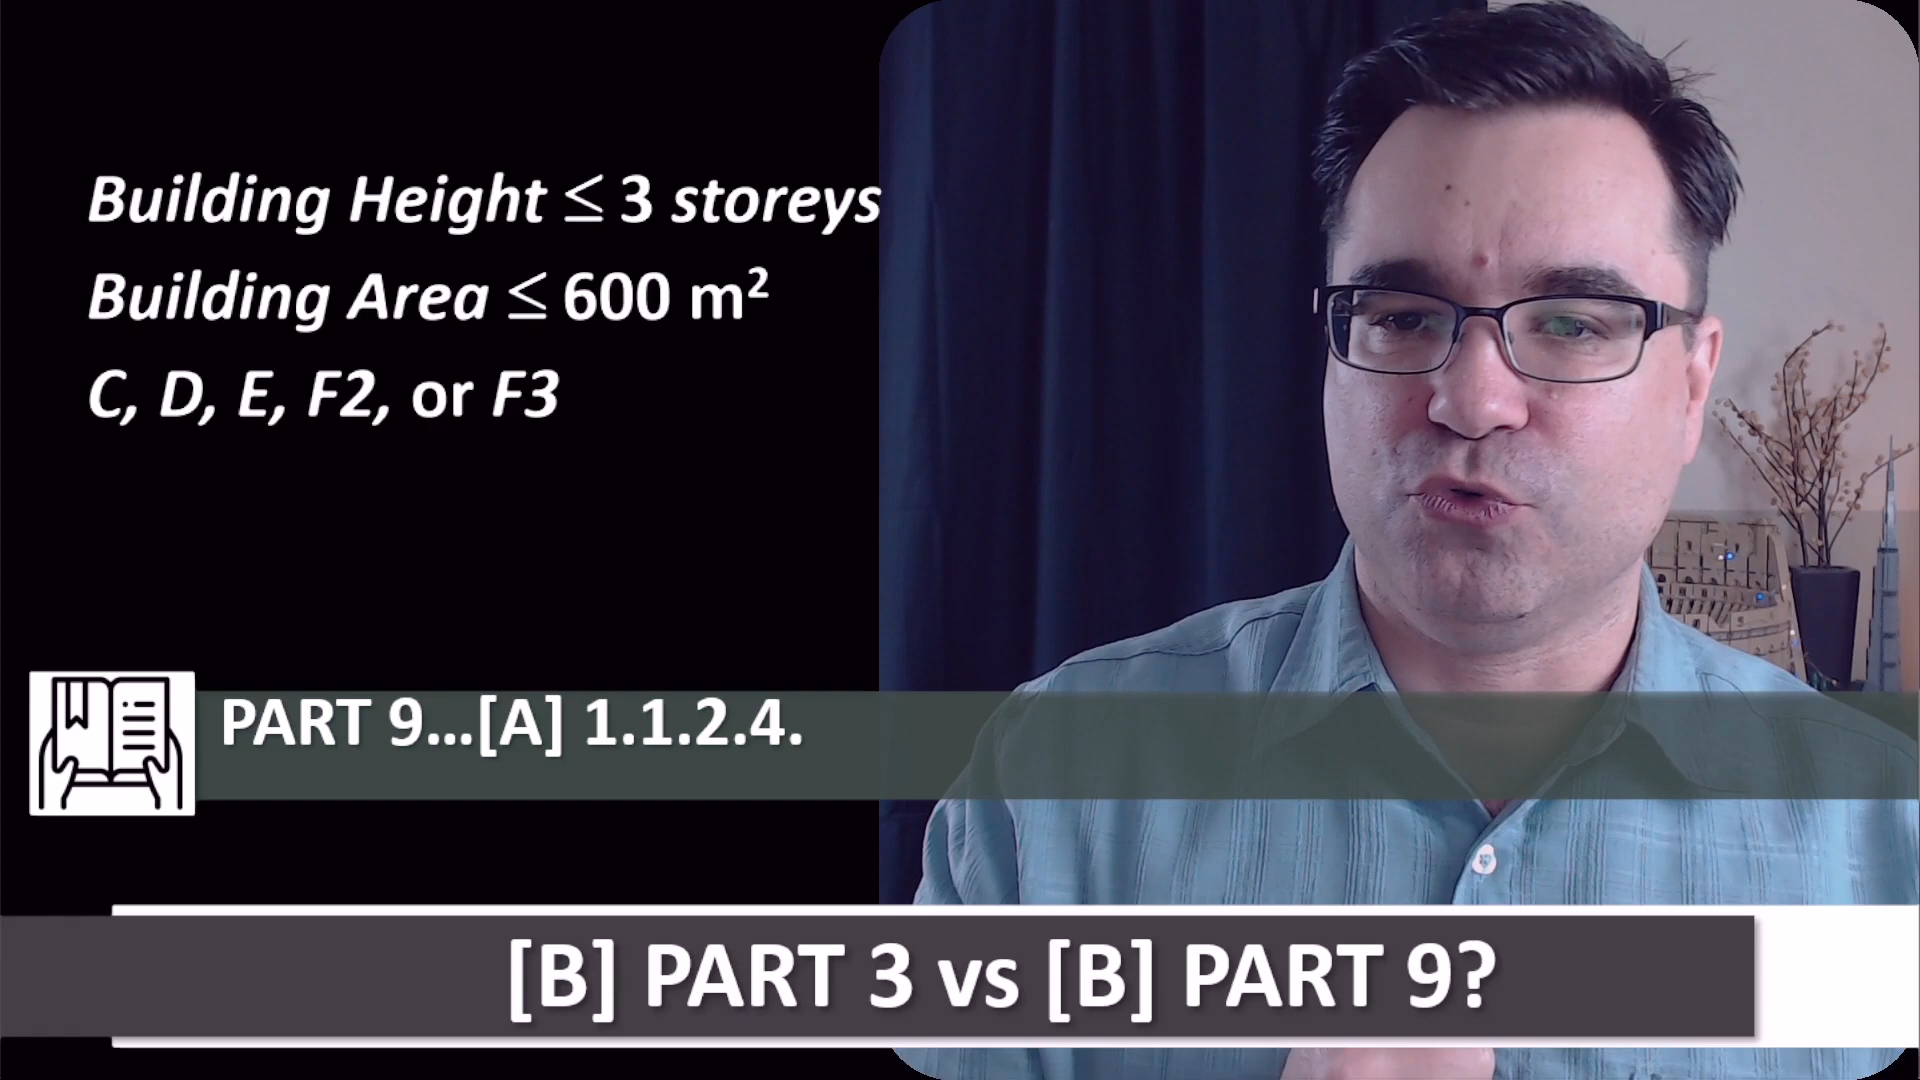 Building Height ≤ 3 storeys
Building Area ≤ 600 m²
C, D, E, F2, or F3
PART 9...[A] 1.1.2.4.
[B] PART 3 vs [B] PART 9?